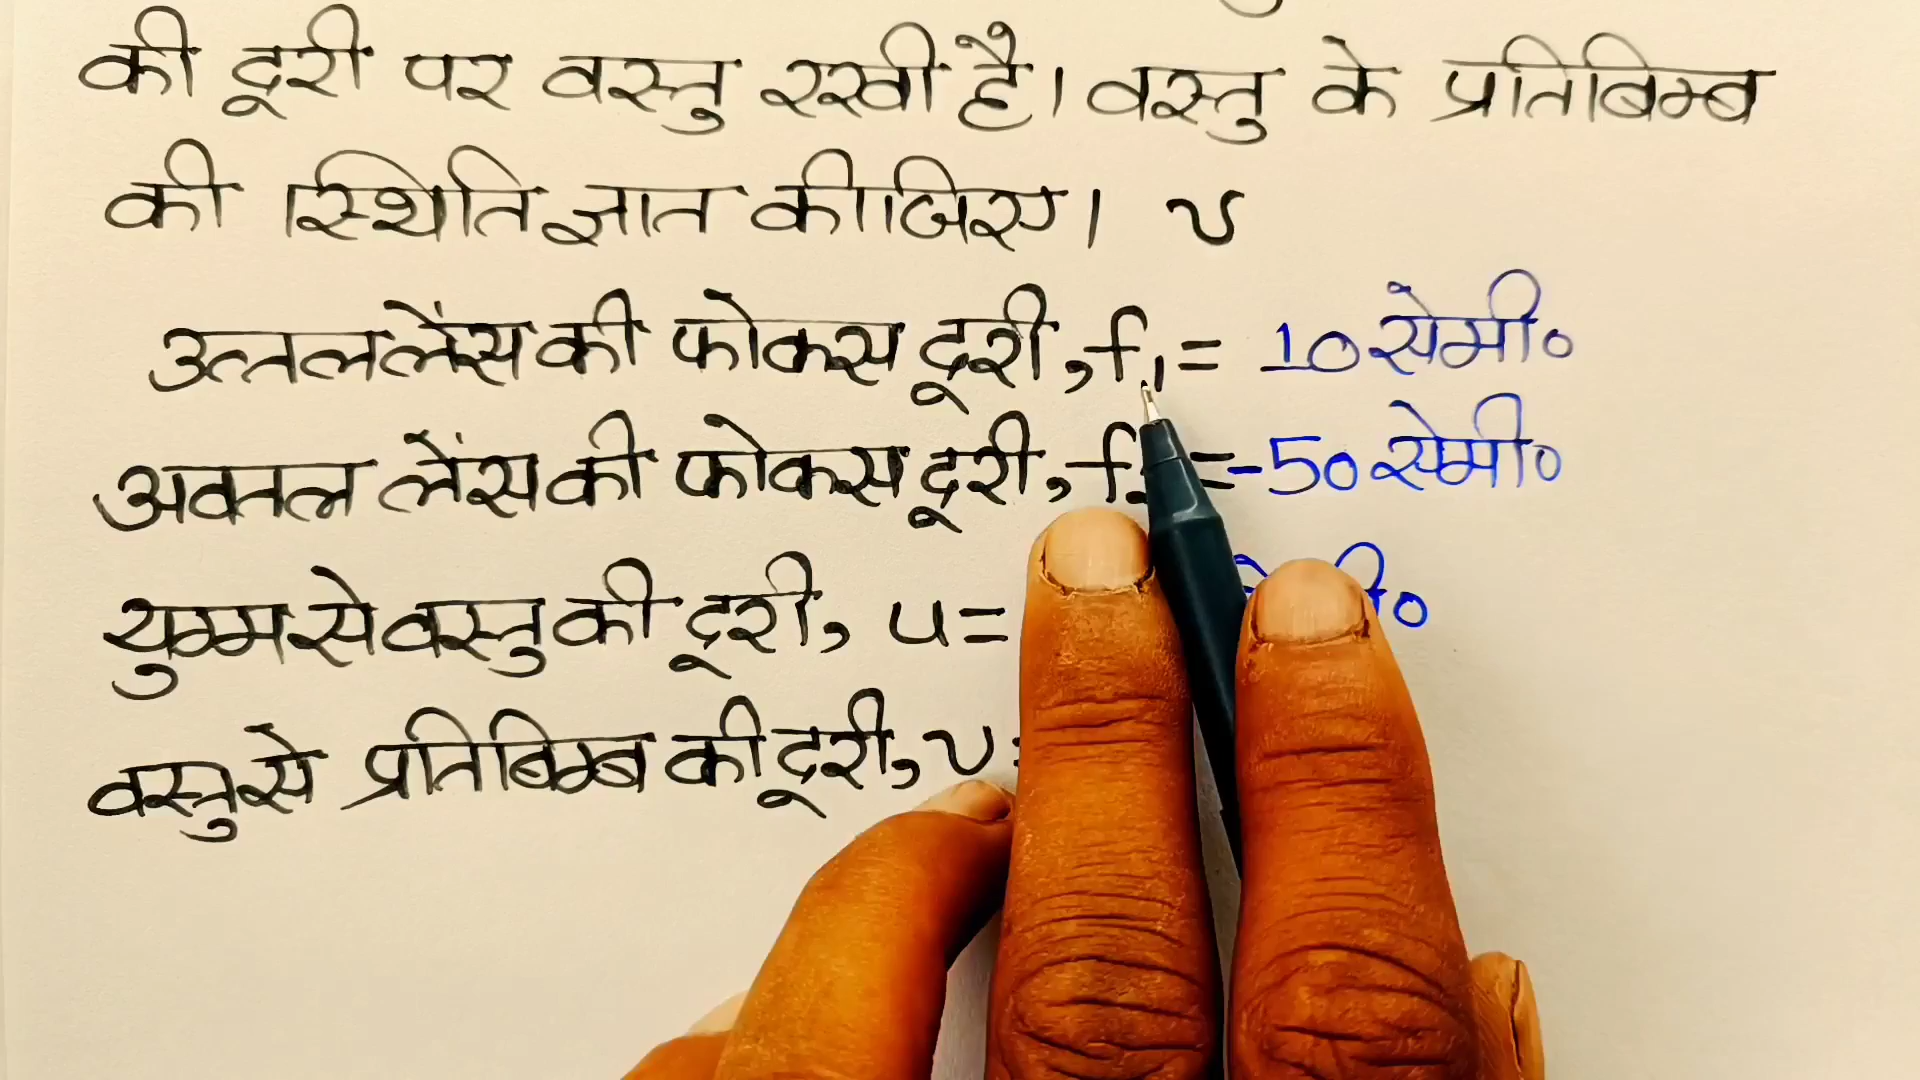 की दूरी पर वस्तु रखी है। वस्तु के प्रतिबिम्ब
की स्थिति ज्ञात कीजिए। v
उत्तल लेंस की फोकस दूरी, f₁ = 10 सेमी०
अवतल लेंस की फोकस दूरी, f = -50 सेमी०
युग्म से वस्तु की दूरी, u =
वस्तु से प्रतिबिम्ब की दूरी, v